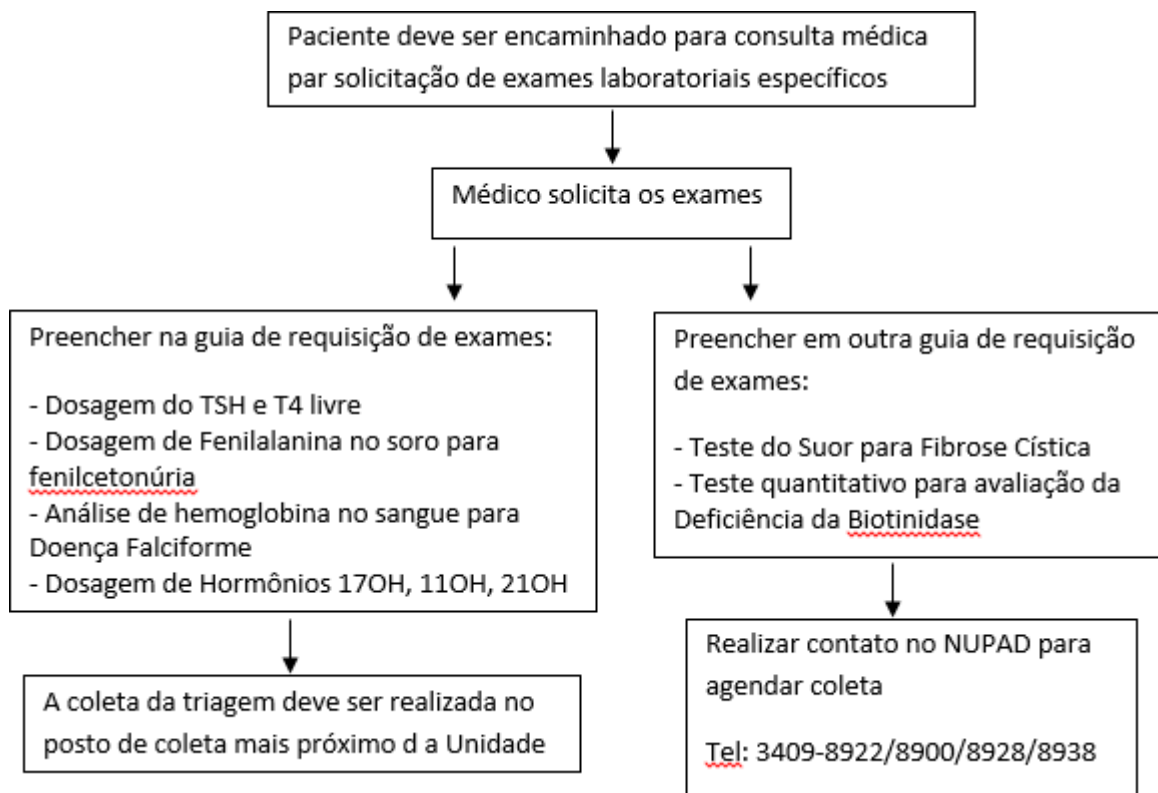 Paciente deve ser encaminhado para consulta médica
par solicitação de exames laboratoriais específicos
Médico solicita os exames
Preencher na guia de requisição de exames:
- Dosagem do TSH e T4 livre
- Dosagem de Fenilalanina no soro para
fenilcetonúria
- Análise de hemoglobina no sangue para
Doença Falciforme
- Dosagem de Hormônios 17OH, 11OH, 21OH
A coleta da triagem deve ser realizada no
posto de coleta mais próximo d a Unidade
Preencher em outra guia de requisição
de exames:
- Teste do Suor para Fibrose Cística
- Teste quantitativo para avaliação da
Deficiência da Biotinidase
Realizar contato no NUPAD para
agendar coleta
Tel: 3409-8922/8900/8928/8938